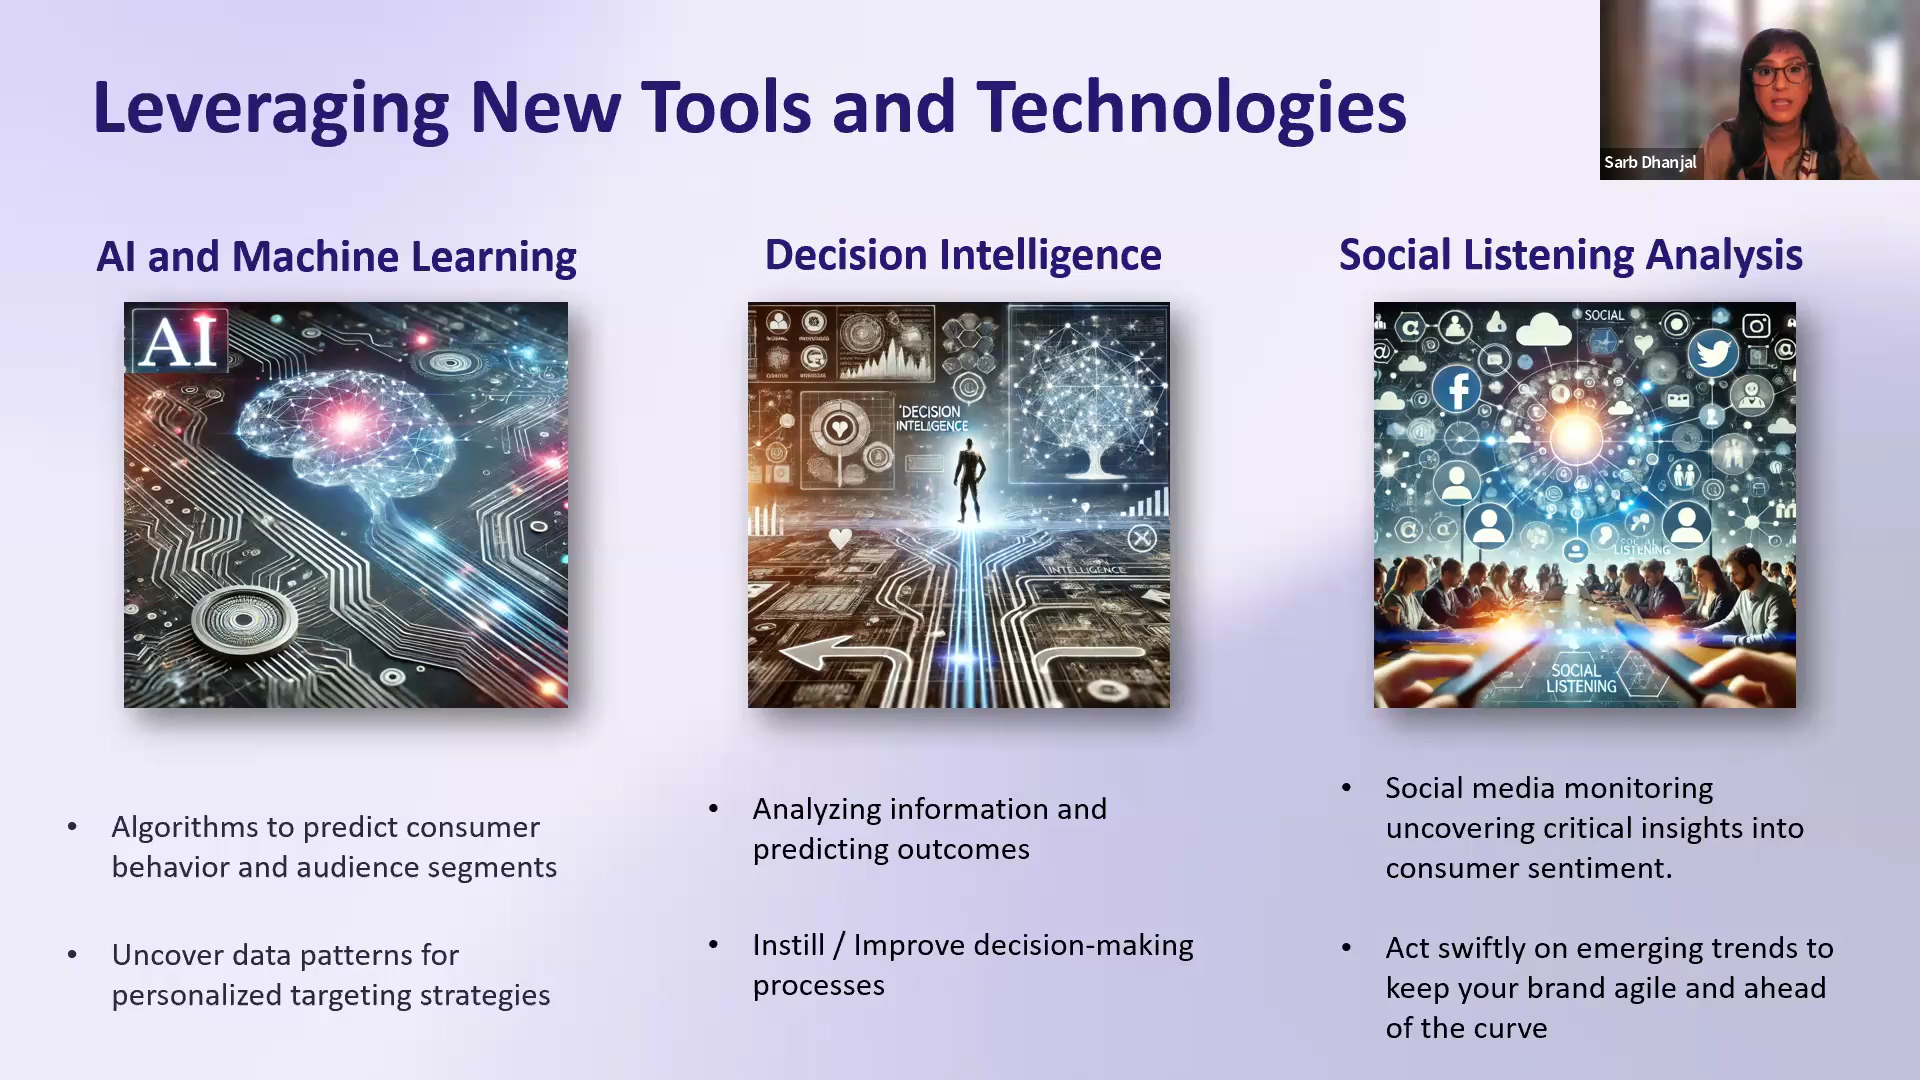 Leveraging New Tools and Technologies
Sarb Dhanjal
AI and Machine Learning
AI
Algorithms to predict consumer
behavior and audience segments
Uncover data patterns for
personalized targeting strategies
Decision Intelligence
DECISION
INTELLIGENCE
INTELLIGENCE
Analyzing information and
predicting outcomes
Instill / Improve decision-making
processes
Social Listening Analysis
SOCIAL
SOCIAL
LISTENING
SOCIAL
LISTENING
Social media monitoring
uncovering critical insights into
consumer sentiment.
Act swiftly on emerging trends to
keep your brand agile and ahead
of the curve